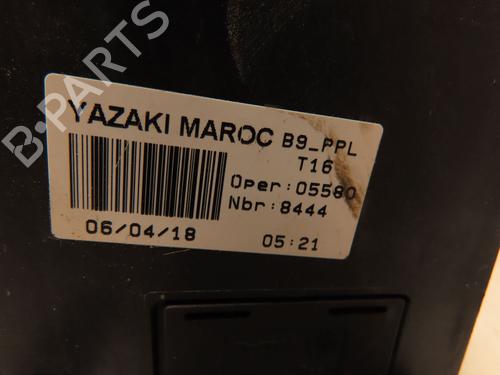 YAZAKI MAROC B9_PPL
T16
Oper:05580
Nbr:8444
06/04/18 05:21
B-PARTS